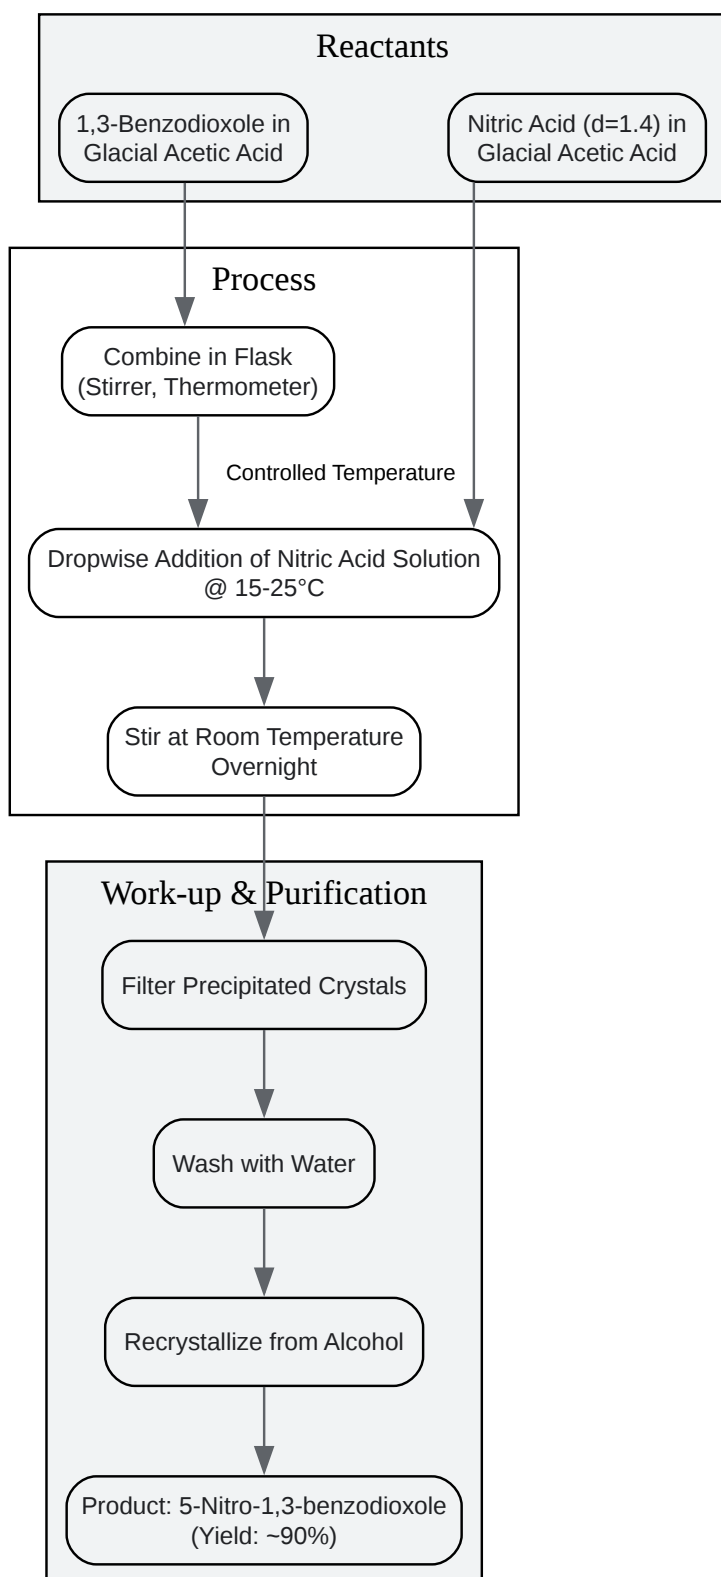 Reactants
1,3-Benzodioxole in
Glacial Acetic Acid
Nitric Acid (d=1.4) in
Glacial Acetic Acid
Process
Combine in Flask
(Stirrer, Thermometer)
Controlled Temperature
Dropwise Addition of Nitric Acid Solution
@ 15-25°C
Stir at Room Temperature
Overnight
Work-up & Purification
Filter Precipitated Crystals
Wash with Water
Recrystallize from Alcohol
Product: 5-Nitro-1,3-benzodioxole
(Yield: ~90%)